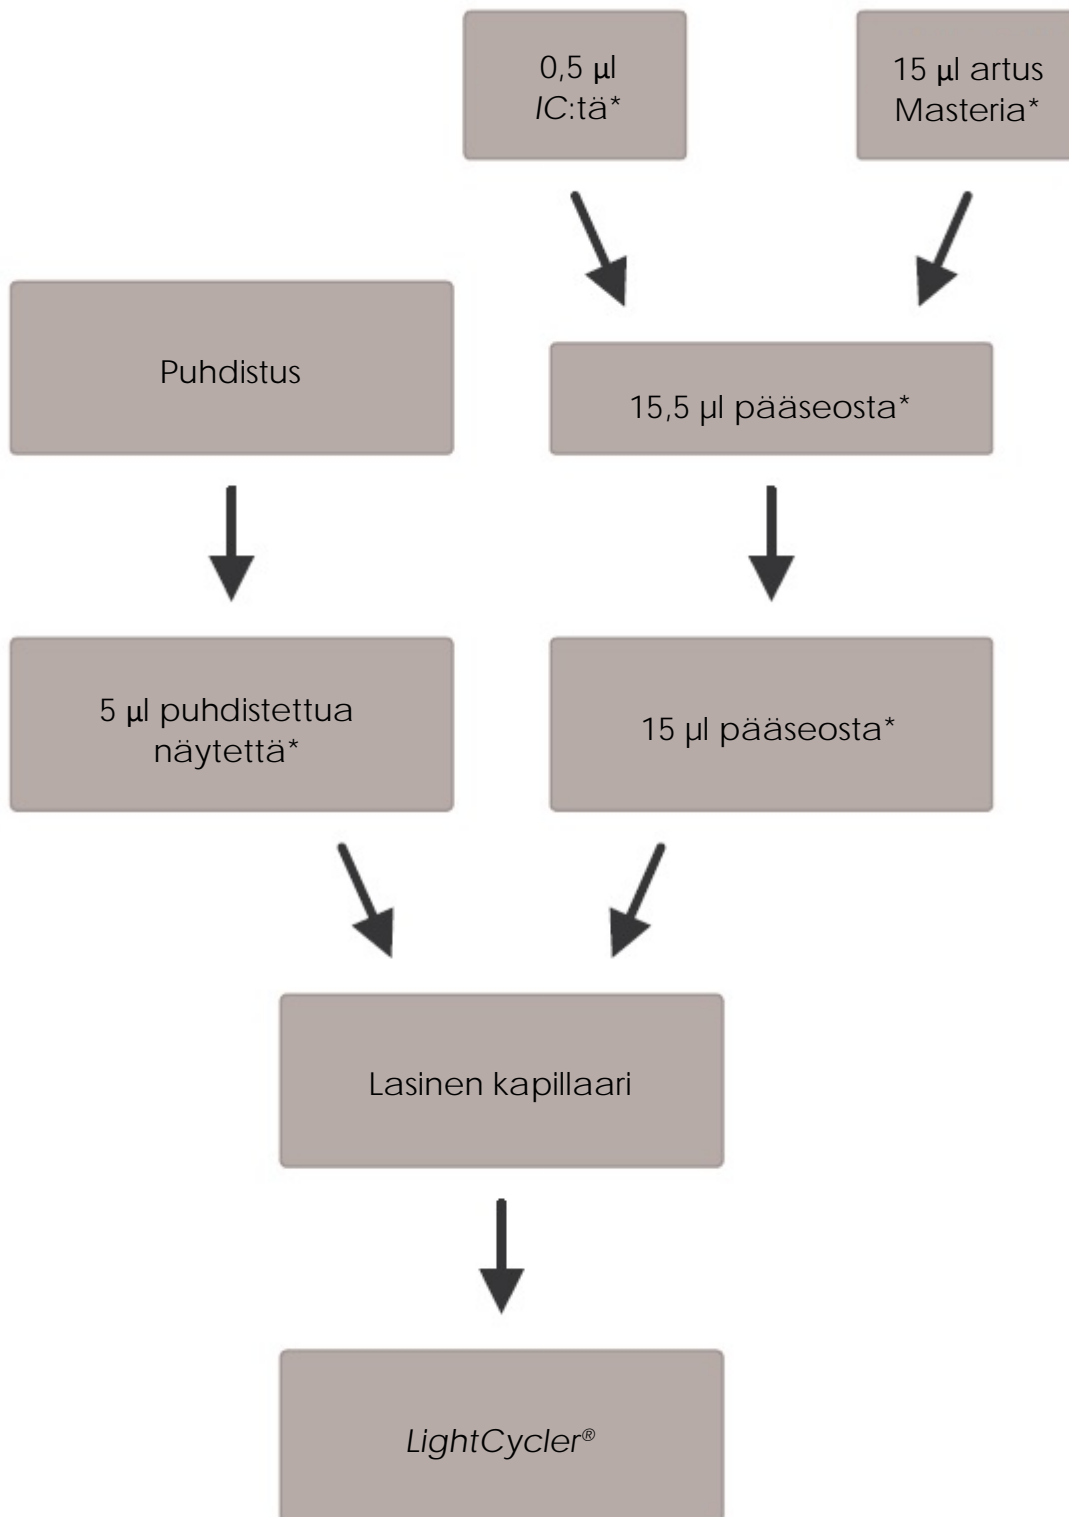 0,5 µl
IC:tä*
15 µl artus
Masteria*
Puhdistus
15,5 µl pääseosta*
5 µl puhdistettua
näytettä*
15 µl pääseosta*
Lasinen kapillaari
LightCycler®